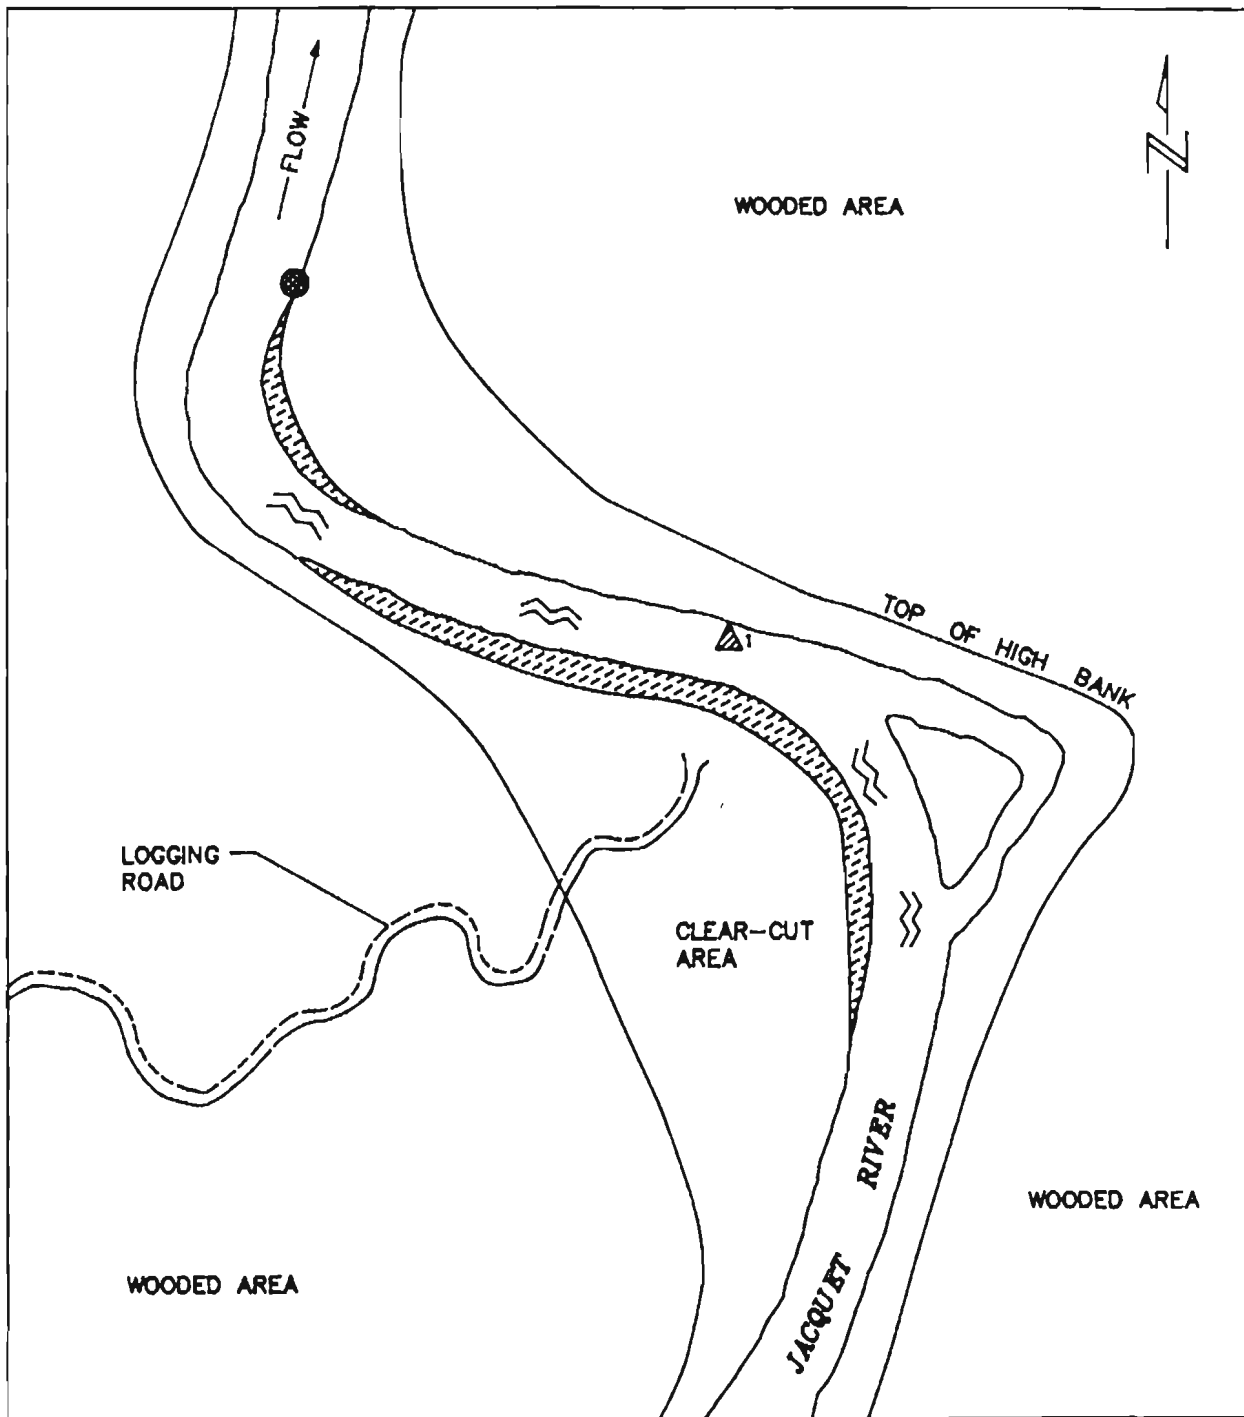 FLOW
N
WOODED AREA
TOP OF HIGH BANK
1
LOGGING
ROAD
CLEAR-CUT
AREA
JACQUET RIVER
WOODED AREA
WOODED AREA